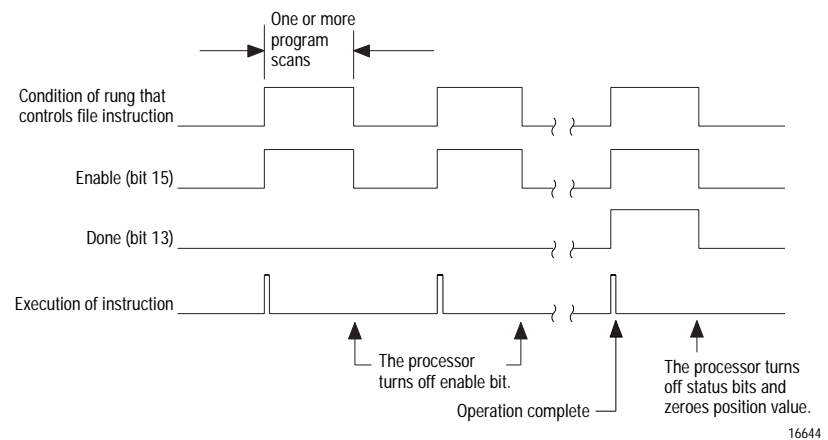 One or more
program
scans
Condition of rung that
controls file instruction
Enable (bit 15)
Done (bit 13)
Execution of instruction
The processor
turns off enable bit.
Operation complete
The processor turns
off status bits and
zeroes position value.
16644